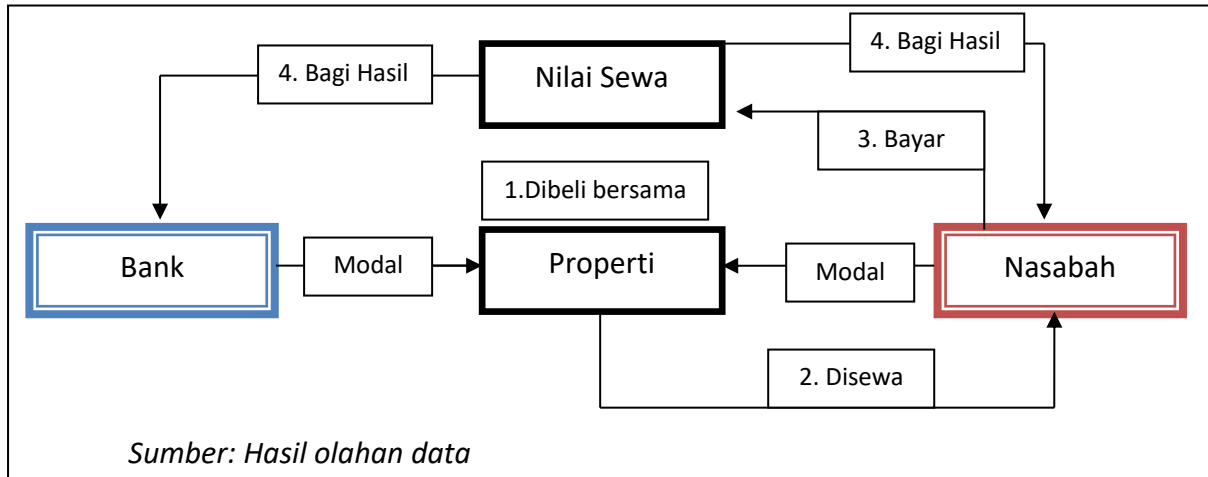 4. Bagi Hasil
Nilai Sewa
4. Bagi Hasil
3. Bayar
1.Dibeli bersama
Bank
Modal
Properti
Modal
Nasabah
2. Disewa
Sumber: Hasil olahan data